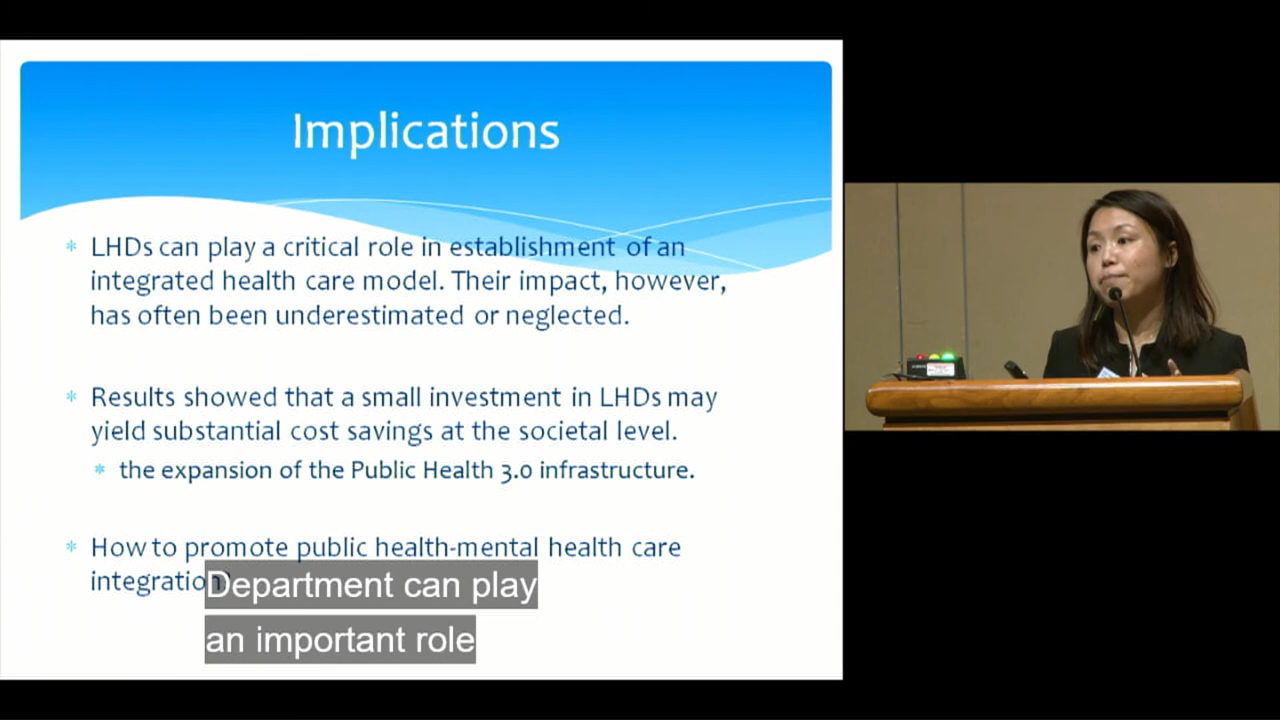 Implications
LHDs can play a critical role in establishment of an
integrated health care model. Their impact, however,
has often been underestimated or neglected.
Results showed that a small investment in LHDs may
yield substantial cost savings at the societal level.
the expansion of the Public Health 3.0 infrastructure.
How to promote public health-mental health care
integration
Department can play
an important role